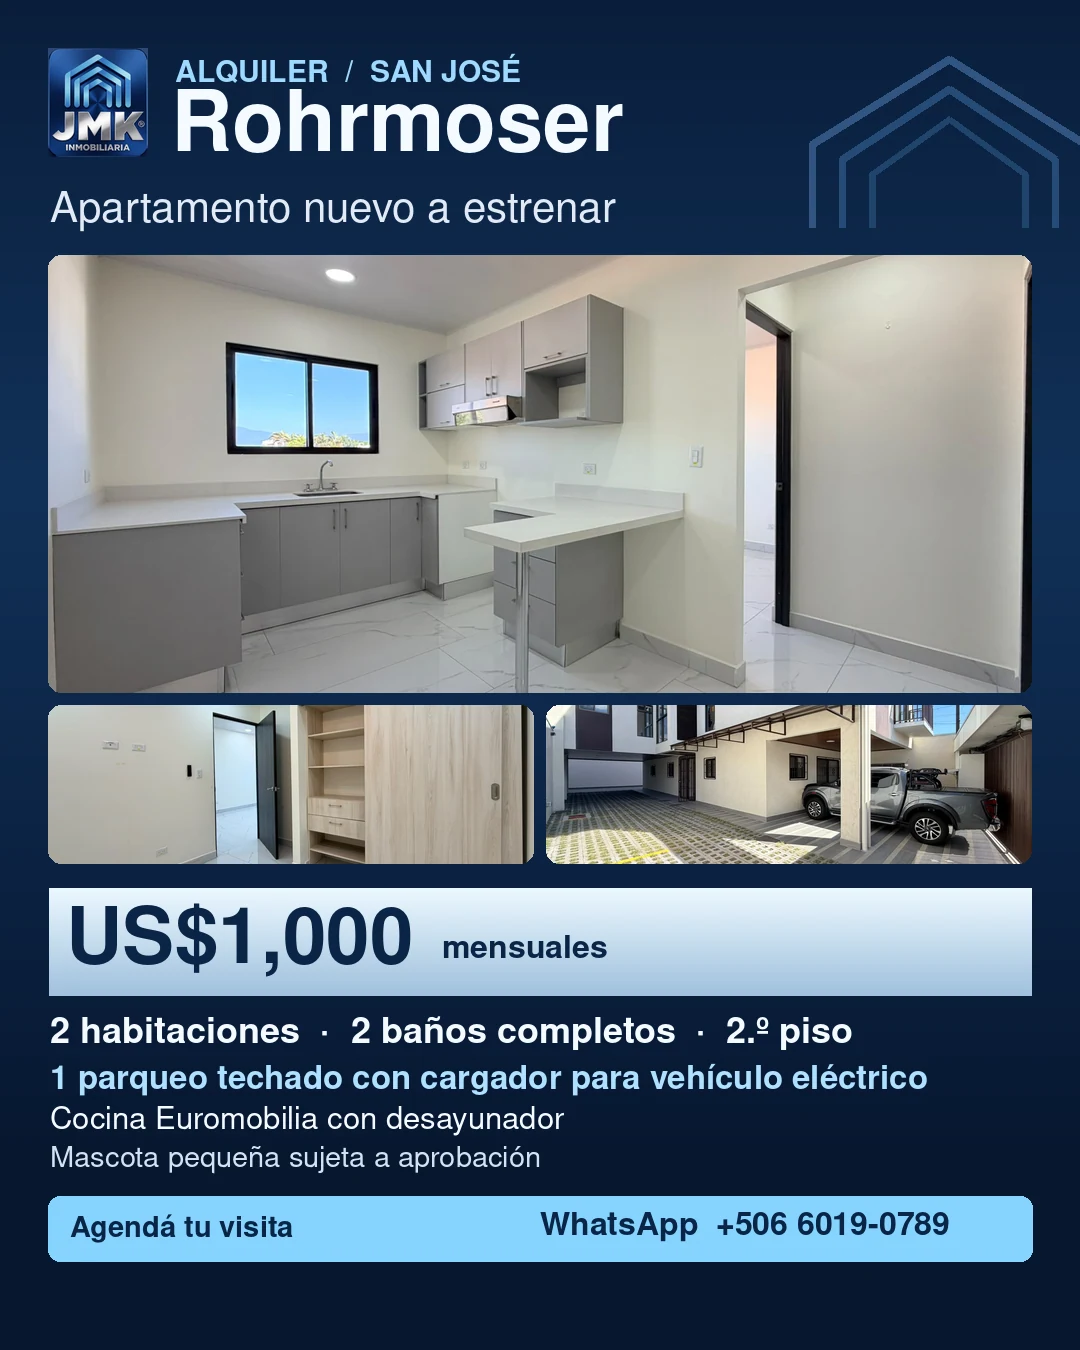 JMK®
INMOBILIARIA
ALQUILER / SAN JOSÉ
Rohrmoser
Apartamento nuevo a estrenar
US$1,000 mensuales
2 habitaciones · 2 baños completos · 2.º piso
1 parqueo techado con cargador para vehículo eléctrico
Cocina Euromobilia con desayunador
Mascota pequeña sujeta a aprobación
Agendá tu visita
WhatsApp +506 6019-0789